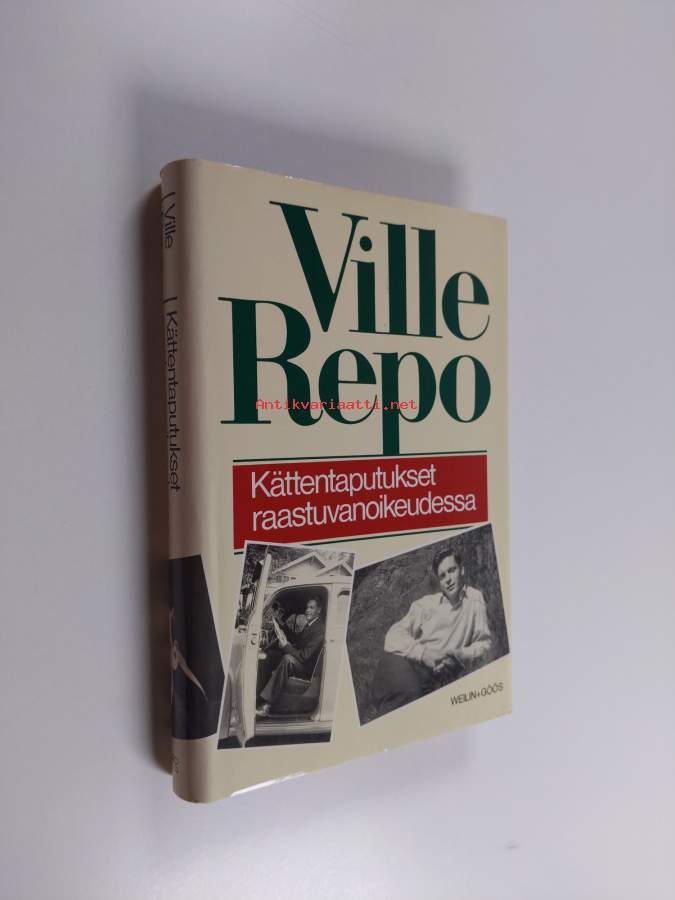 Ville
Repo
Antikvariaatti.net
Kättentaputukset
raastuvanoikeudessa
WEILIN+GÖÖS
Ville
Kättentaputukset